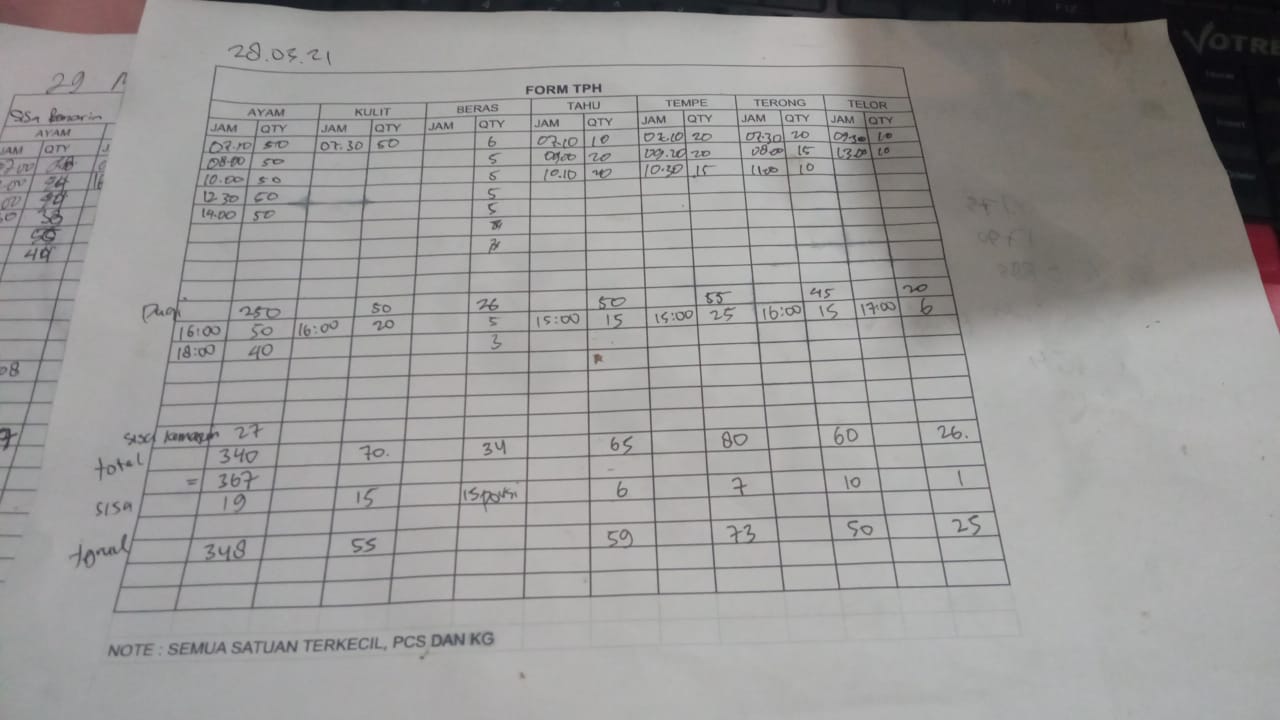 28.05.21
FORM TPH
AYAM KULIT BERAS TAHU TEMPE TERONG TELOR
JAM QTY JAM QTY JAM QTY JAM QTY JAM QTY JAM QTY JAM QTY
07.10 50 07.30 50 6 07.10 10 07.10 20 07.30 20 09.30 10
08.00 50 5 09.00 20 09.20 20 08.00 15 13.00 10
10.00 50 5 10.10 20 10.30 15 11.00 10
12.30 50 5
14.00 50 5
Pagi 250 50 26 50 55 45 20
16:00 50 16:00 20 5 15:00 15 15:00 25 16:00 15 17:00 6
18:00 40 3
sisa kemarin 27
total 340 70. 34 65 80 60 26.
= 367
sisa 19 15 15 porsi 6 7 10 1
total 348 55 59 73 50 25
NOTE : SEMUA SATUAN TERKECIL, PCS DAN KG
29
Sisa kemarin
AYAM
JAM QTY
49
08
VOTRE